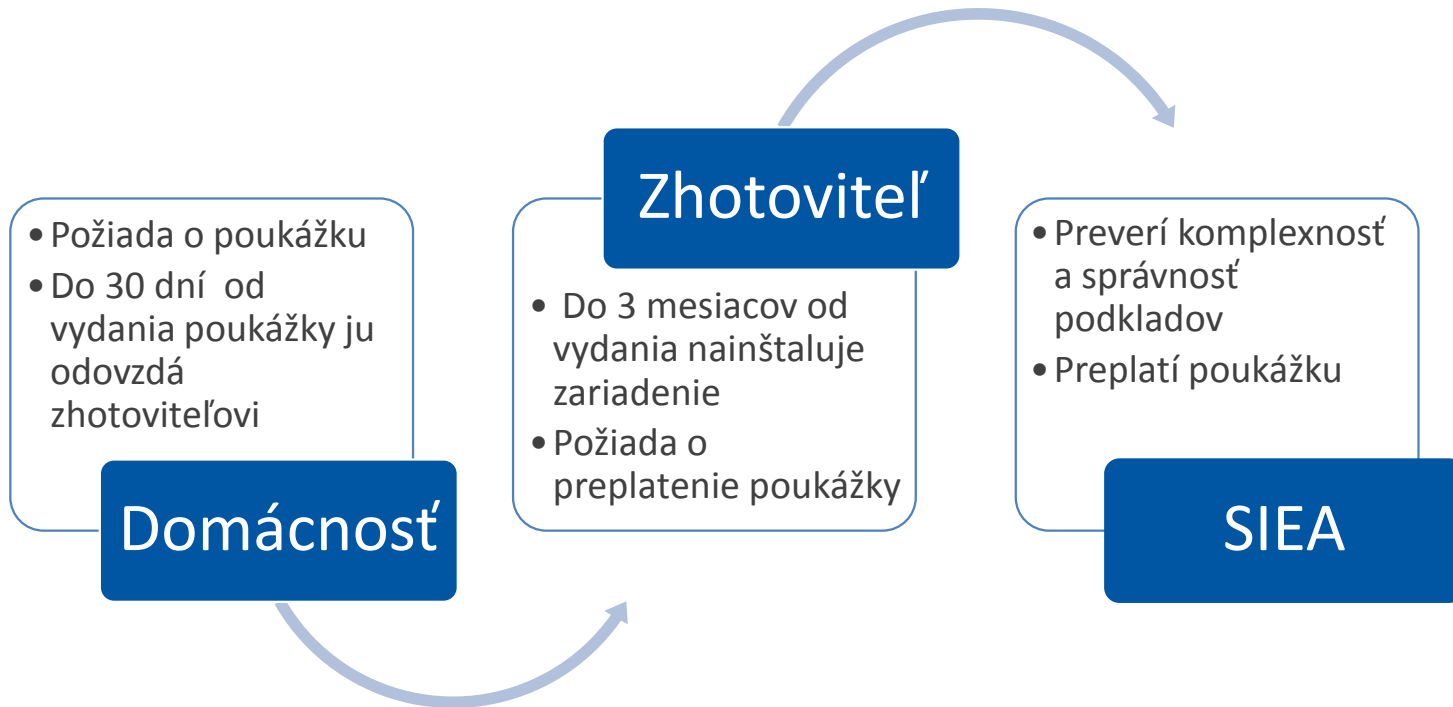 • Požiada o poukážku
• Do 30 dní od
vydania poukážky ju
odovzdá
zhotoviteľovi
Domácnosť
Zhotoviteľ
• Do 3 mesiacov od
vydania nainštaluje
zariadenie
• Požiada o
preplatenie poukážky
• Preverí komplexnosť
a správnosť
podkladov
• Preplatí poukážku
SIEA